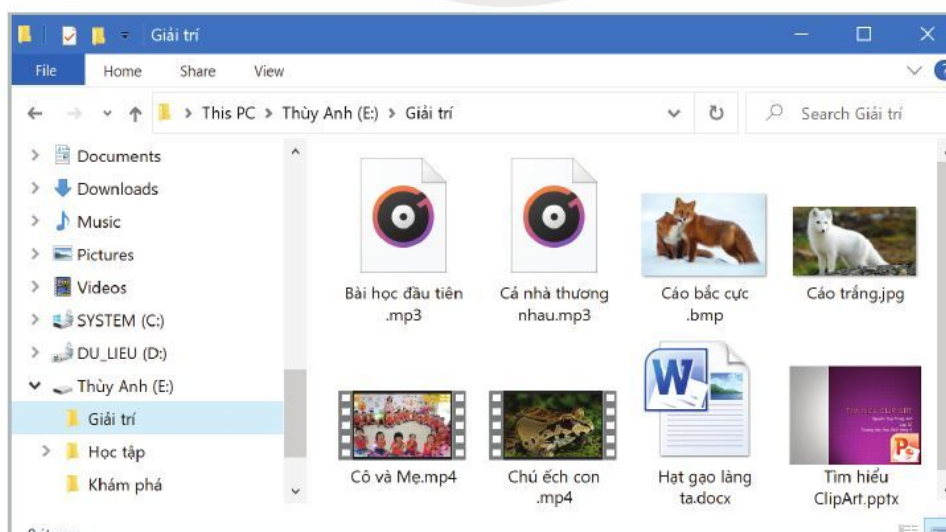 Giải trí
File Home Share View
This PC > Thùy Anh (E:) > Giải trí
Search Giải trí
Documents
Downloads
Music
Pictures
Videos
SYSTEM (C:)
DU_LIEU (D:)
Thùy Anh (E:)
Giải trí
Học tập
Khám phá
Bài học đầu tiên
.mp3
Cả nhà thương
nhau.mp3
Cáo bắc cực
.bmp
Cáo trắng.jpg
Cô và Mẹ.mp4
Chú ếch con
.mp4
Hạt gạo làng
ta.docx
Tìm hiểu
ClipArt.pptx